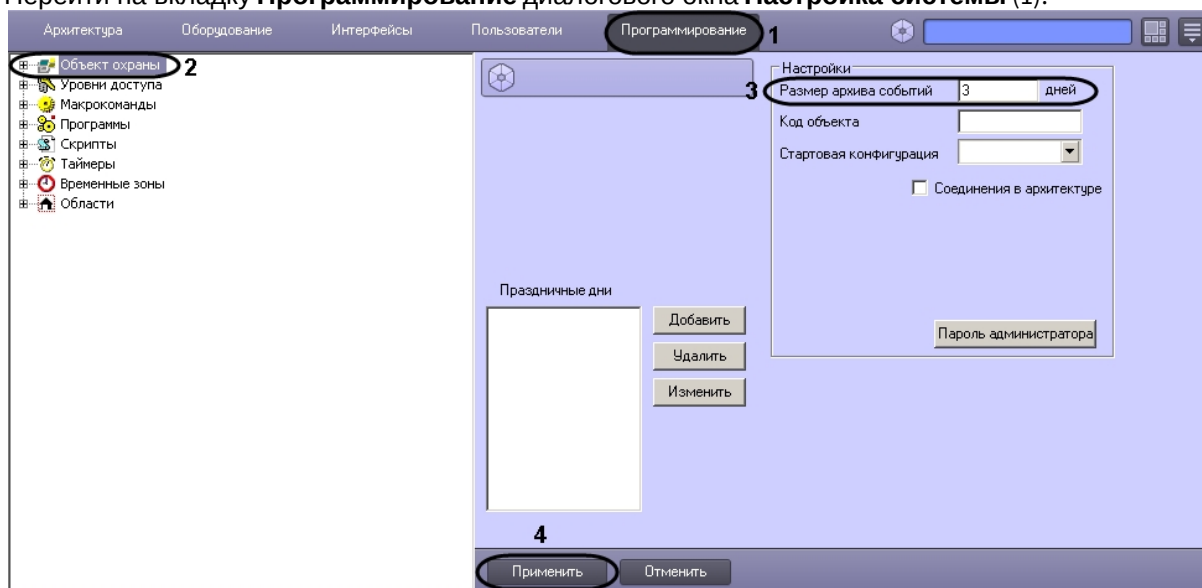 Перейти на вкладку Программирование диалогового окна Настройка системы (1).
Архитектура Оборудование Интерфейсы Пользователи Программирование 1
Объект охраны 2
Уровни доступа
Макрокоманды
Программы
Скрипты
Таймеры
Временные зоны
Области
Настройки
3 Размер архива событий 3 дней
Код объекта
Стартовая конфигурация
Соединения в архитектуре
Пароль администратора
Праздничные дни
Добавить
Удалить
Изменить
4
Применить Отменить